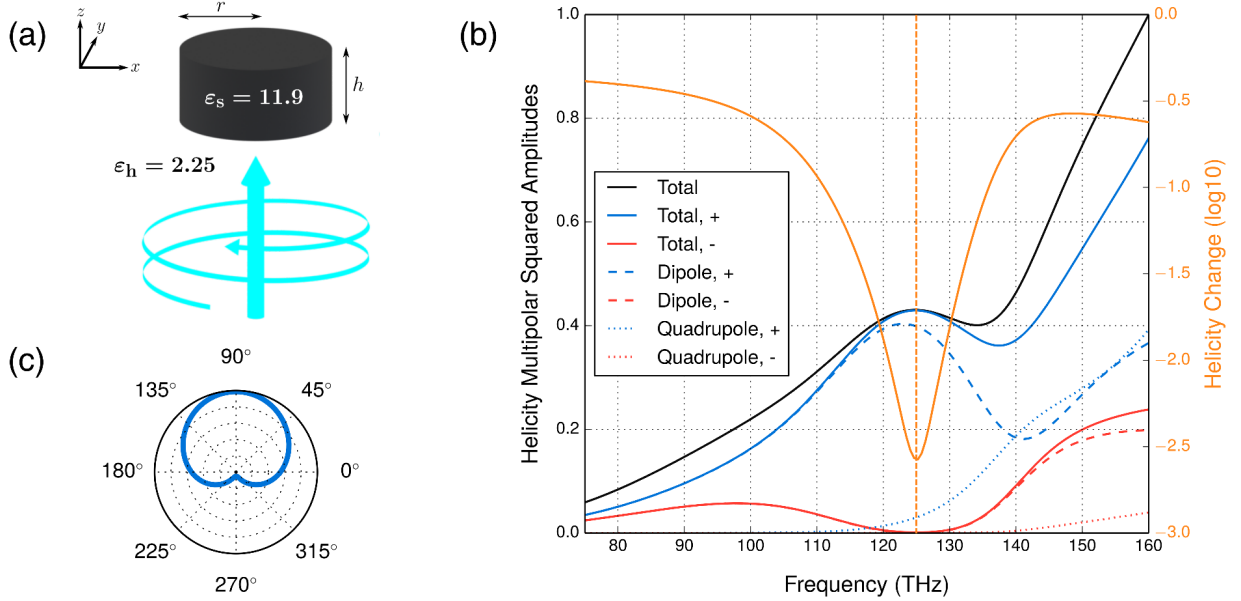 (a)
z
y
x
r
h
εs = 11.9
εh = 2.25
(b)
Helicity Multipolar Squared Amplitudes
1.0
0.8
0.6
0.4
0.2
0.0
Total
Total, +
Total, -
Dipole, +
Dipole, -
Quadrupole, +
Quadrupole, -
80 90 100 110 120 130 140 150 160
Frequency (THz)
0.0
−0.5
−1.0
−1.5
−2.0
−2.5
−3.0
Helicity Change (log10)
(c)
90°
135° 45°
180° 0°
225° 315°
270°